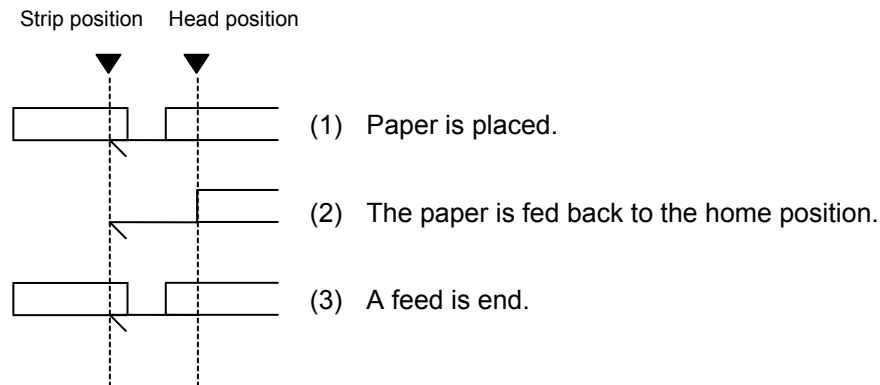 Strip position Head position
(1) Paper is placed.
(2) The paper is fed back to the home position.
(3) A feed is end.